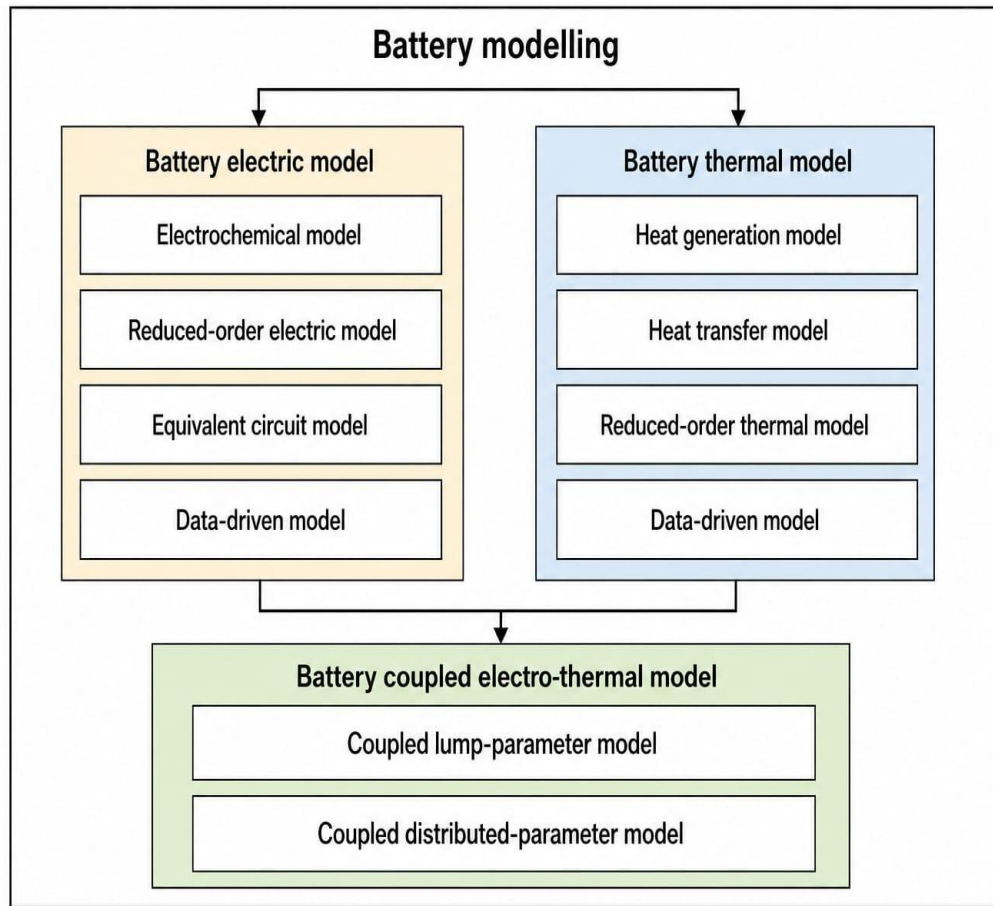 Battery modelling
Battery electric model
Electrochemical model
Reduced-order electric model
Equivalent circuit model
Data-driven model
Battery thermal model
Heat generation model
Heat transfer model
Reduced-order thermal model
Data-driven model
Battery coupled electro-thermal model
Coupled lump-parameter model
Coupled distributed-parameter model